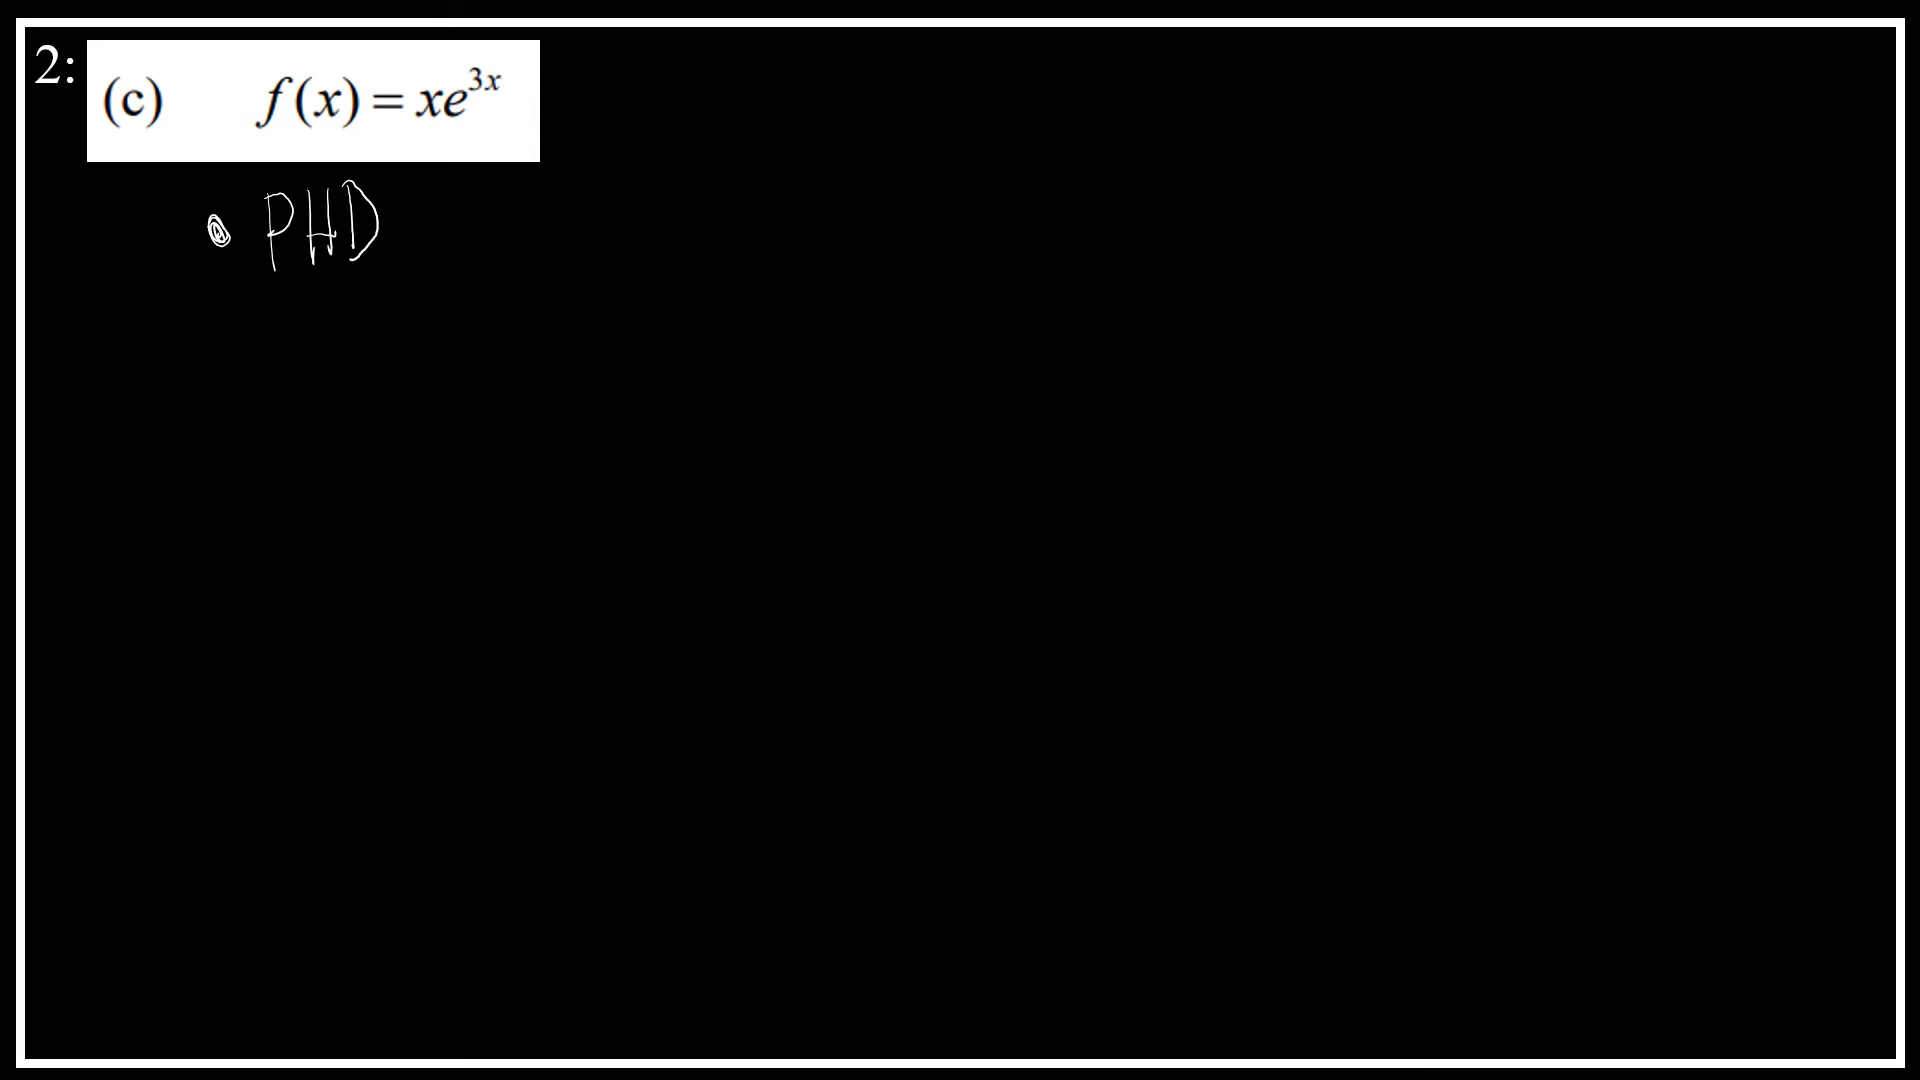 2:
(c) f(x) = xe^{3x}
• PHD